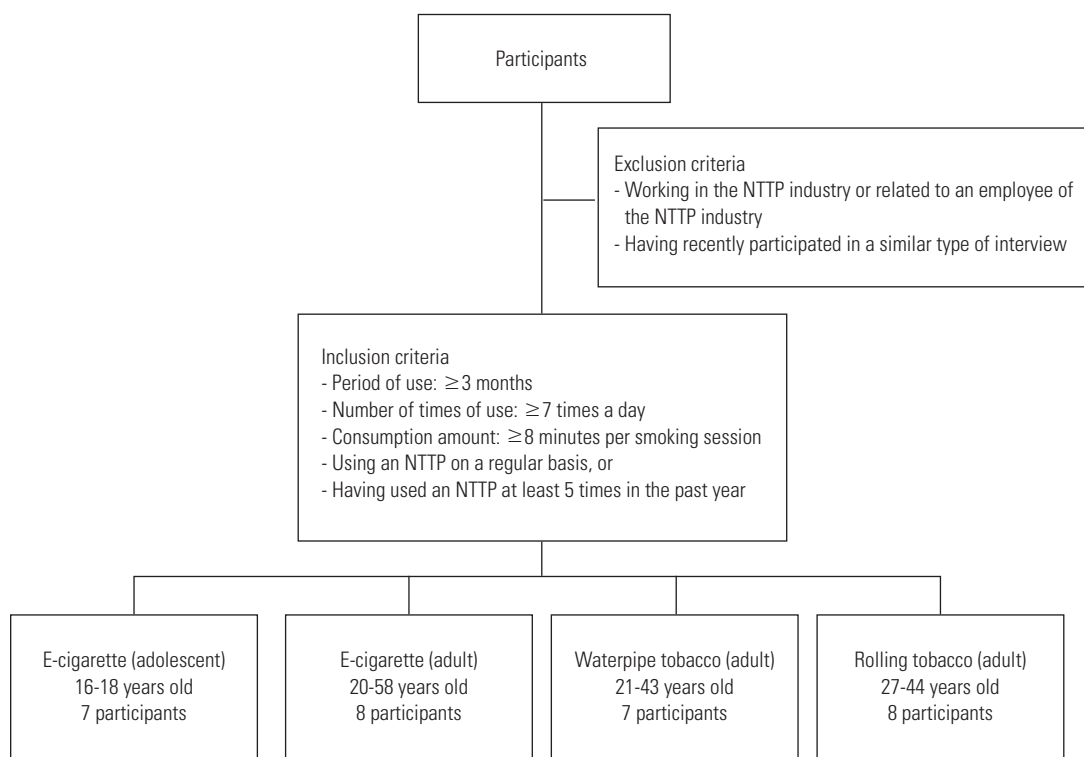 Participants
Exclusion criteria
- Working in the NTTP industry or related to an employee of
the NTTP industry
- Having recently participated in a similar type of interview
Inclusion criteria
- Period of use: ≥3 months
- Number of times of use: ≥7 times a day
- Consumption amount: ≥8 minutes per smoking session
- Using an NTTP on a regular basis, or
- Having used an NTTP at least 5 times in the past year
E-cigarette (adolescent)
16-18 years old
7 participants
E-cigarette (adult)
20-58 years old
8 participants
Waterpipe tobacco (adult)
21-43 years old
7 participants
Rolling tobacco (adult)
27-44 years old
8 participants